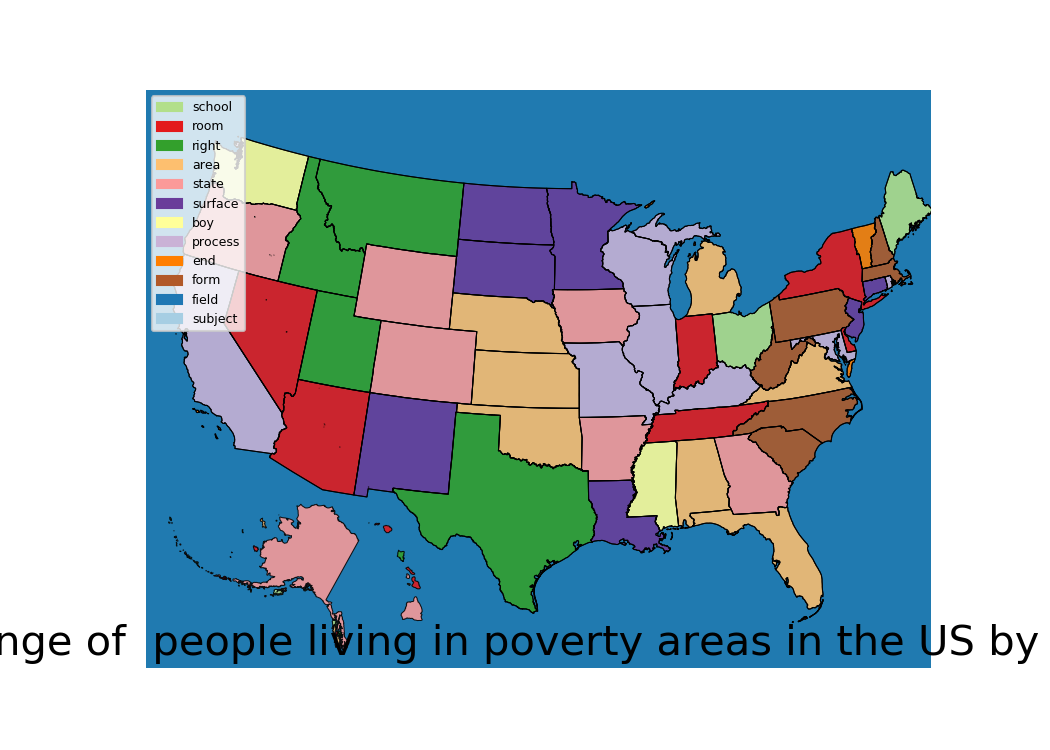 school
room
right
area
state
surface
boy
process
end
form
field
subject
of people living in poverty areas in the US by